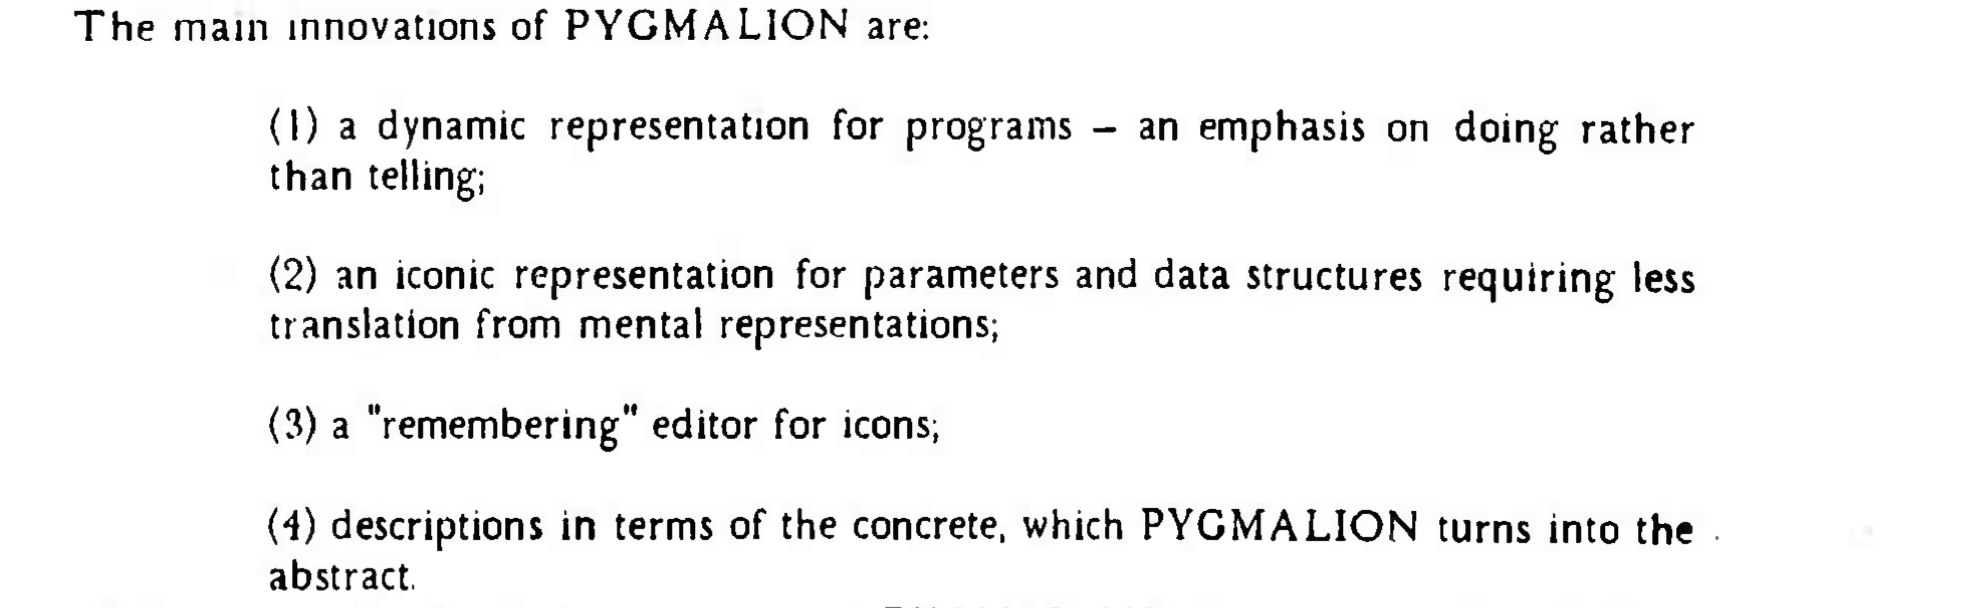 The main innovations of PYGMALION are:
(1) a dynamic representation for programs – an emphasis on doing rather
than telling;
(2) an iconic representation for parameters and data structures requiring less
translation from mental representations;
(3) a "remembering" editor for icons;
(4) descriptions in terms of the concrete, which PYGMALION turns into the
abstract.